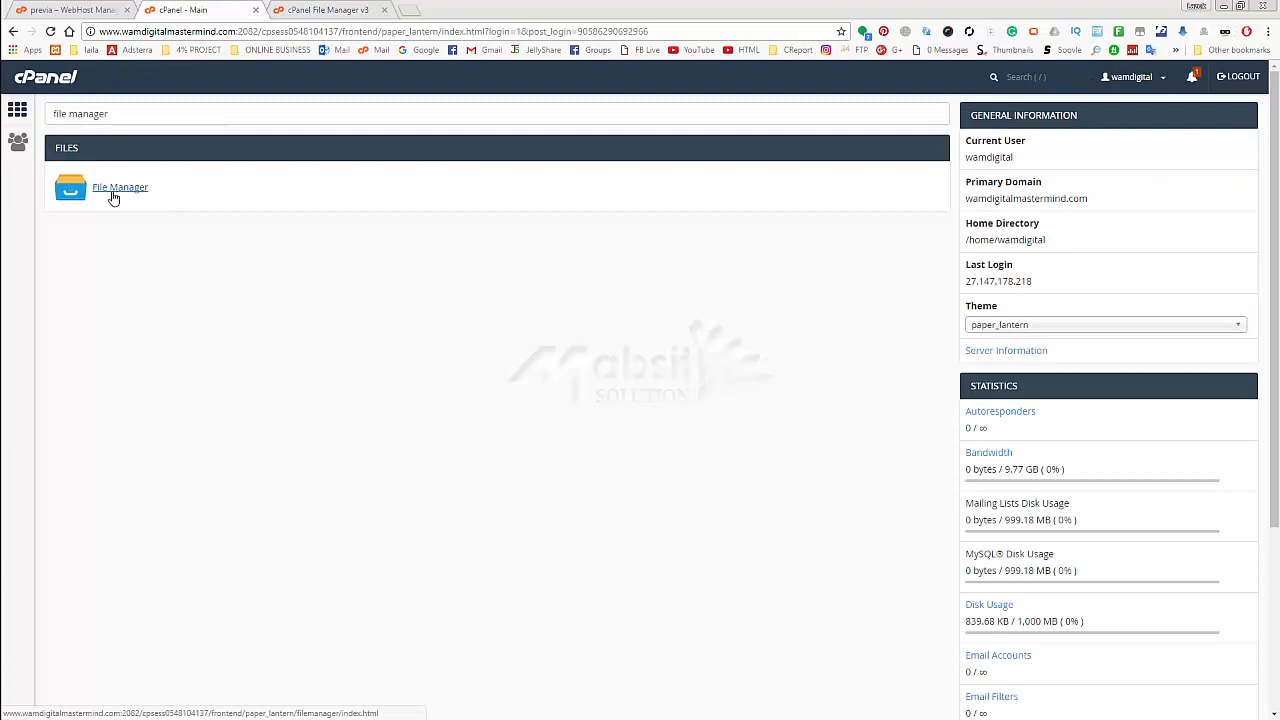 previa – WebHost Mana
cPanel - Main
cPanel File Manager v3
www.wamdigitalmastermind.com:2082/cpsess0548104137/frontend/paper_lantern/index.html?login=1&post_login=90586290692966
Apps
laila
Adsterra
4% PROJECT
ONLINE BUSINESS
Mail
Mail
Google
FTP
Gmail
JellyShare
Groups
FB Live
YouTube
HTML
CReport
G+
0 Messages
Thumbnails
Soovle
Other bookmarks
cPanel
Search ( / )
wamdigital
1
LOGOUT
file manager
FILES
File Manager
GENERAL INFORMATION
Current User
wamdigital
Primary Domain
wamdigitalmastermind.com
Home Directory
/home/wamdigital
Last Login
27.147.178.218
Theme
paper_lantern
Server Information
STATISTICS
Autoresponders
0 / ∞
Bandwidth
0 bytes / 9.77 GB ( 0% )
Mailing Lists Disk Usage
0 bytes / 999.18 MB ( 0% )
MySQL® Disk Usage
0 bytes / 999.18 MB ( 0% )
Disk Usage
839.68 KB / 1,000 MB ( 0% )
Email Accounts
0 / ∞
Email Filters
0 / ∞
Mabsil
SOLUTION
www.wamdigitalmastermind.com:2082/cpsess0548104137/frontend/paper_lantern/filemanager/index.html